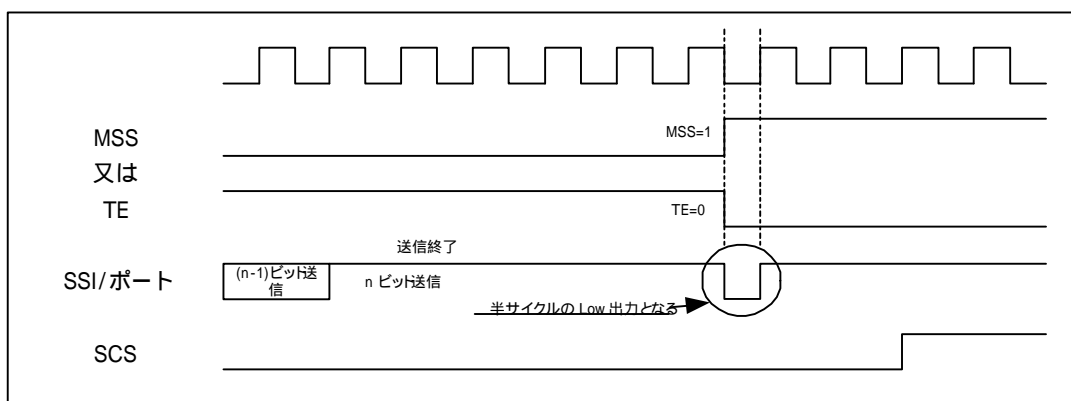 MSS
MSS=1
又は
TE
TE=0
送信終了
SSI/ポート
(n-1)ビット送
信
n ビット送信
半サイクルの Low 出力となる
SCS